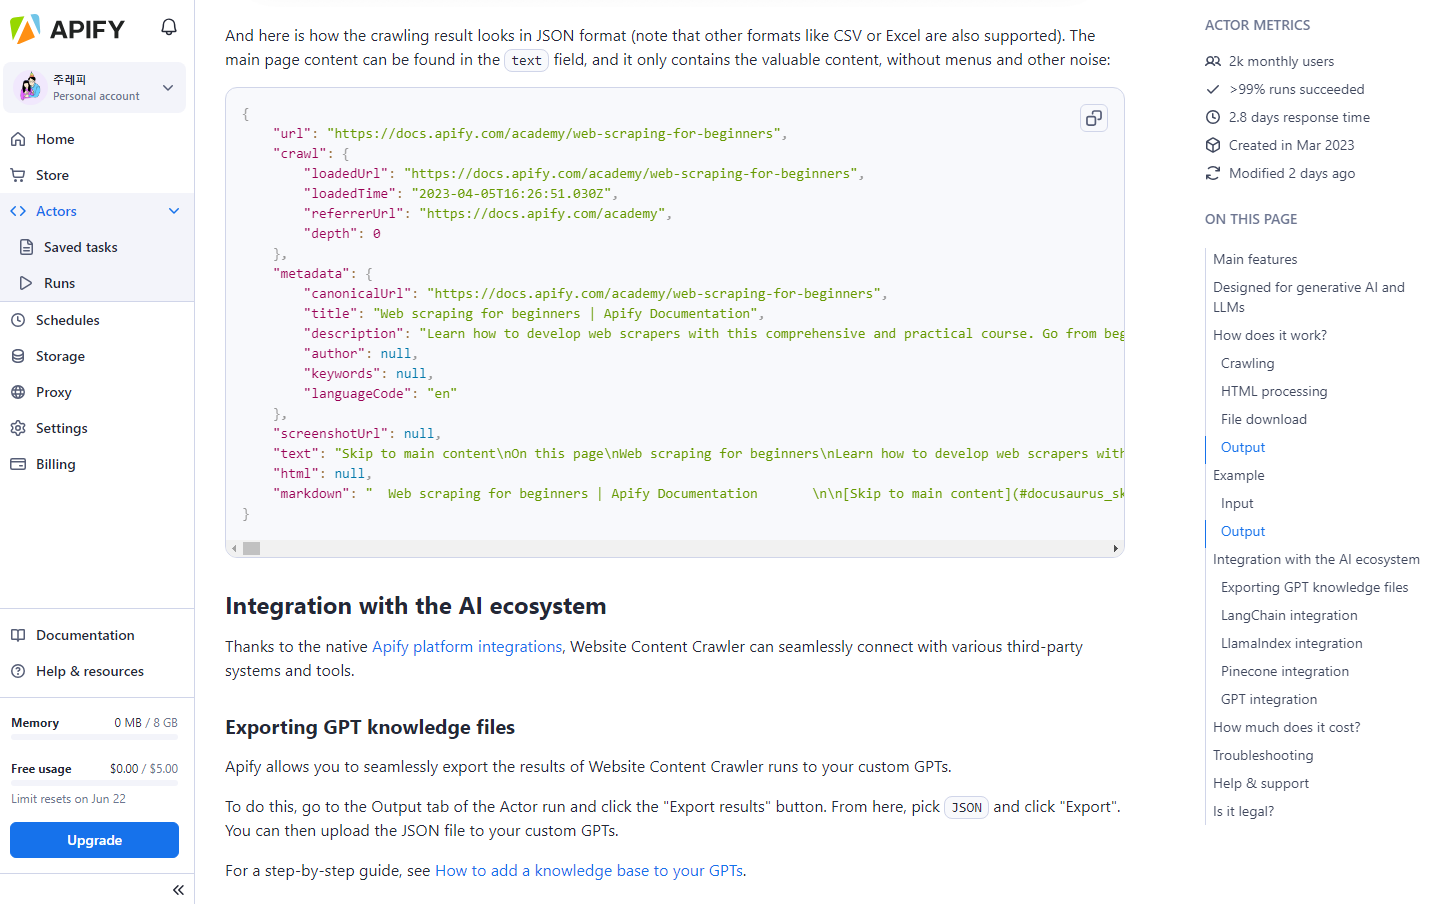 APIFY
주레피
Personal account
Home
Store
Actors
Saved tasks
Runs
Schedules
Storage
Proxy
Settings
Billing
Documentation
Help & resources
Memory 0 MB / 8 GB
Free usage $0.00 / $5.00
Limit resets on Jun 22
Upgrade
And here is how the crawling result looks in JSON format (note that other formats like CSV or Excel are also supported). The
main page content can be found in the text field, and it only contains the valuable content, without menus and other noise:
{
    "url": "https://docs.apify.com/academy/web-scraping-for-beginners",
    "crawl": {
        "loadedUrl": "https://docs.apify.com/academy/web-scraping-for-beginners",
        "loadedTime": "2023-04-05T16:26:51.030Z",
        "referrerUrl": "https://docs.apify.com/academy",
        "depth": 0
    },
    "metadata": {
        "canonicalUrl": "https://docs.apify.com/academy/web-scraping-for-beginners",
        "title": "Web scraping for beginners | Apify Documentation",
        "description": "Learn how to develop web scrapers with this comprehensive and practical course. Go from beg
        "author": null,
        "keywords": null,
        "languageCode": "en"
    },
    "screenshotUrl": null,
    "text": "Skip to main content\nOn this page\nWeb scraping for beginners\nLearn how to develop web scrapers with
    "html": null,
    "markdown": "  Web scraping for beginners | Apify Documentation       \n\n[Skip to main content](#docusaurus_sk
}
Integration with the AI ecosystem
Thanks to the native Apify platform integrations, Website Content Crawler can seamlessly connect with various third-party
systems and tools.
Exporting GPT knowledge files
Apify allows you to seamlessly export the results of Website Content Crawler runs to your custom GPTs.
To do this, go to the Output tab of the Actor run and click the "Export results" button. From here, pick JSON and click "Export".
You can then upload the JSON file to your custom GPTs.
For a step-by-step guide, see How to add a knowledge base to your GPTs.
ACTOR METRICS
2k monthly users
>99% runs succeeded
2.8 days response time
Created in Mar 2023
Modified 2 days ago
ON THIS PAGE
Main features
Designed for generative AI and
LLMs
How does it work?
Crawling
HTML processing
File download
Output
Example
Input
Output
Integration with the AI ecosystem
Exporting GPT knowledge files
LangChain integration
LlamaIndex integration
Pinecone integration
GPT integration
How much does it cost?
Troubleshooting
Help & support
Is it legal?